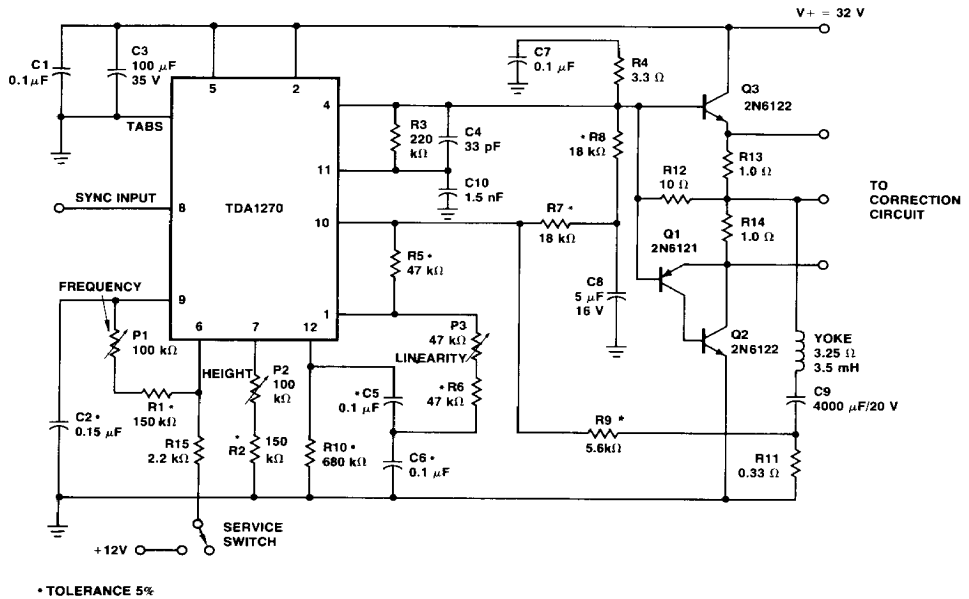 V+ = 32 V
C1
0.1 μF
C3
100 μF
35 V
5
2
C7
0.1 μF
R4
3.3 Ω
Q3
2N6122
TABS
4
R3
220
kΩ
C4
33 pF
* R8
18 kΩ
11
C10
1.5 nF
R12
10 Ω
R13
1.0 Ω
TO
CORRECTION
CIRCUIT
SYNC INPUT
8
TDA1270
10
R7 *
18 kΩ
R14
1.0 Ω
Q1
2N6121
R5 *
47 kΩ
C8
5 μF
16 V
FREQUENCY
9
P1
100 kΩ
6
7
12
1
P3
47 kΩ
LINEARITY
Q2
2N6122
YOKE
3.25 Ω
3.5 mH
HEIGHT
P2
100
kΩ
* C5
0.1 μF
* R6
47 kΩ
C9
4000 μF/20 V
R1 *
150 kΩ
C2 *
0.15 μF
R15
2.2 kΩ
*
R2
150
kΩ
R10 *
680 kΩ
C6 *
0.1 μF
R9 *
5.6kΩ
R11
0.33 Ω
SERVICE
SWITCH
+12V
* TOLERANCE 5%